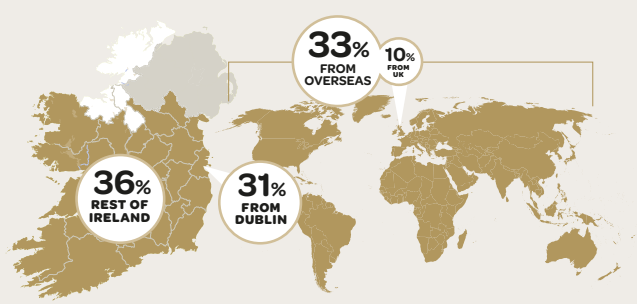 33%
FROM
OVERSEAS
10%
FROM
UK
36%
REST OF
IRELAND
31%
FROM
DUBLIN